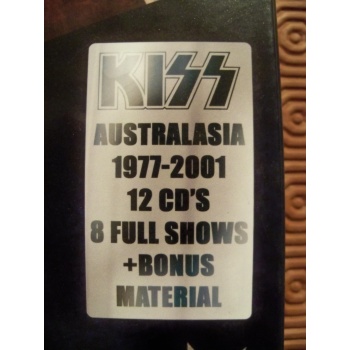 KISS
AUSTRALASIA
1977-2001
12 CD'S
8 FULL SHOWS
+BONUS
MATERIAL